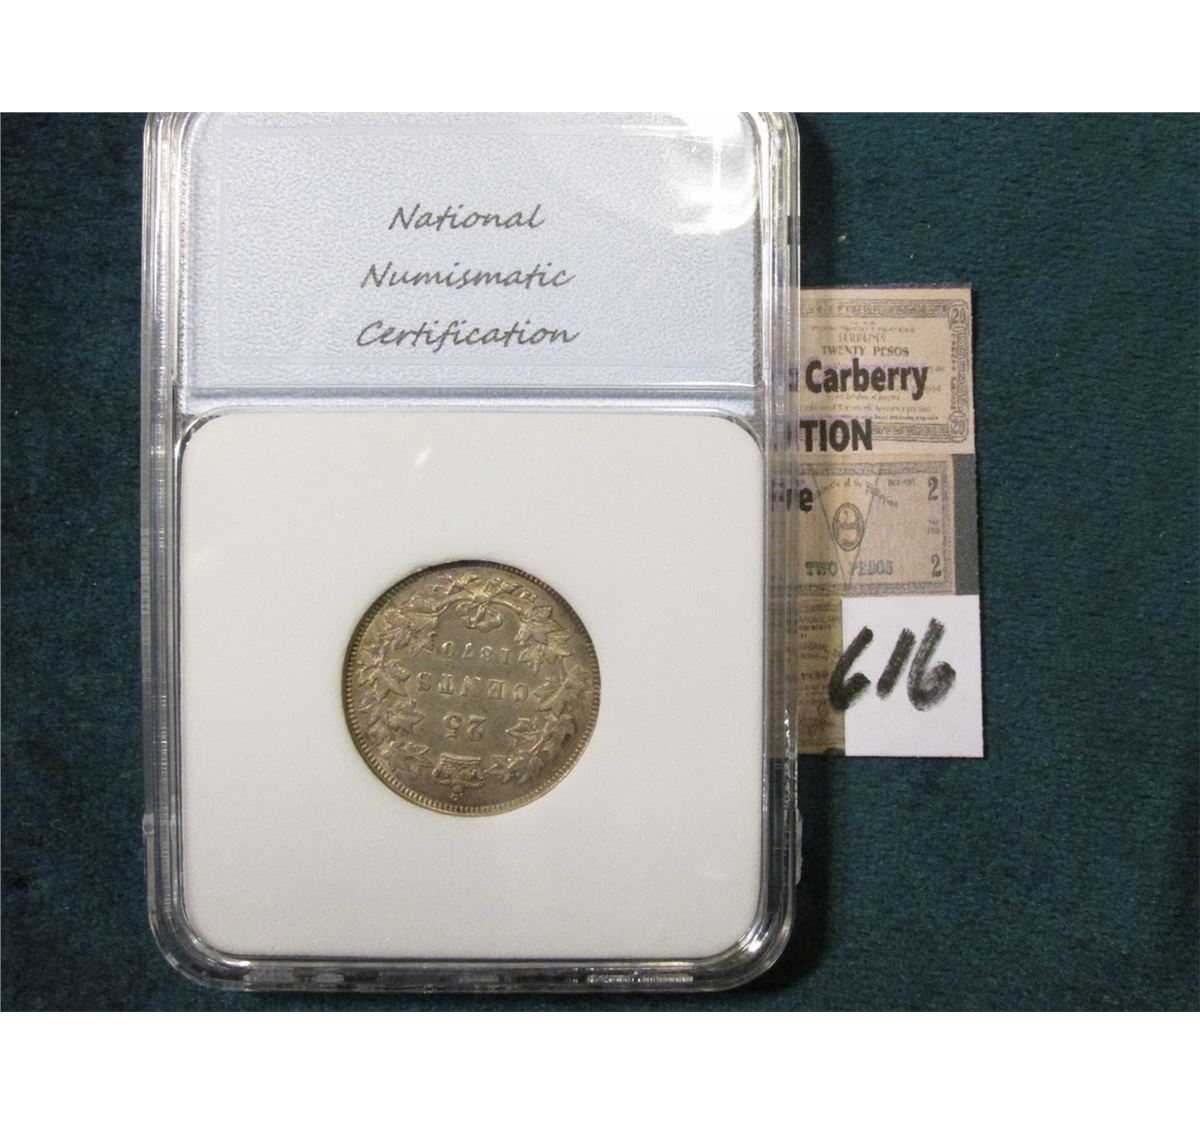 National
Numismatic
Certification
TWENTY PESOS
Carberry
TION
2
TWO PESOS
2
616
25
CENTS
1870